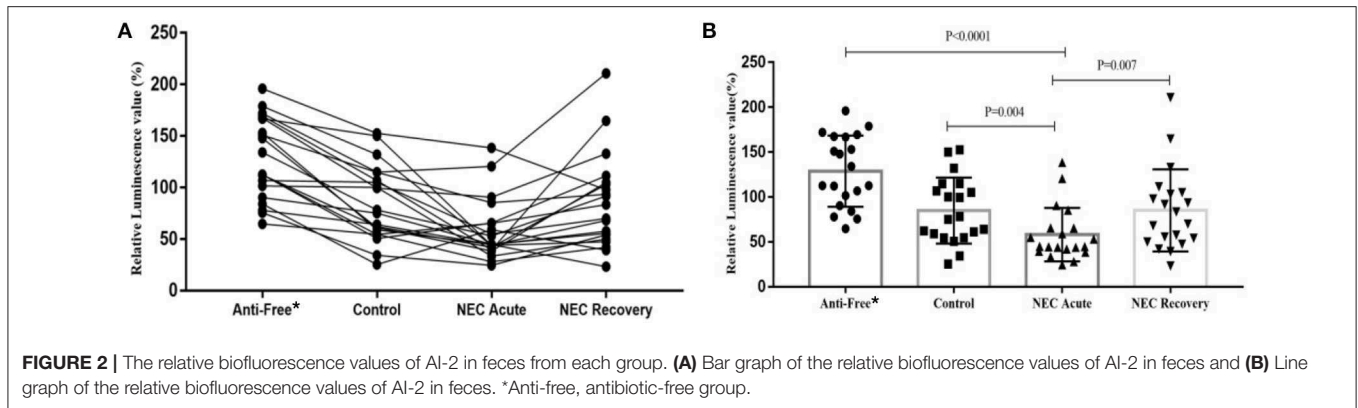 A
Relative Luminescence value (%)
250
200
150
100
50
0
Anti-Free*
Control
NEC Acute
NEC Recovery
B
P<0.0001
P=0.007
P=0.004
Relative Luminescence value(%)
250
200
150
100
50
0
Anti-Free*
Control
NEC Acute
NEC Recovery
FIGURE 2 | The relative biofluorescence values of AI-2 in feces from each group. (A) Bar graph of the relative biofluorescence values of AI-2 in feces and (B) Line
graph of the relative biofluorescence values of AI-2 in feces. *Anti-free, antibiotic-free group.